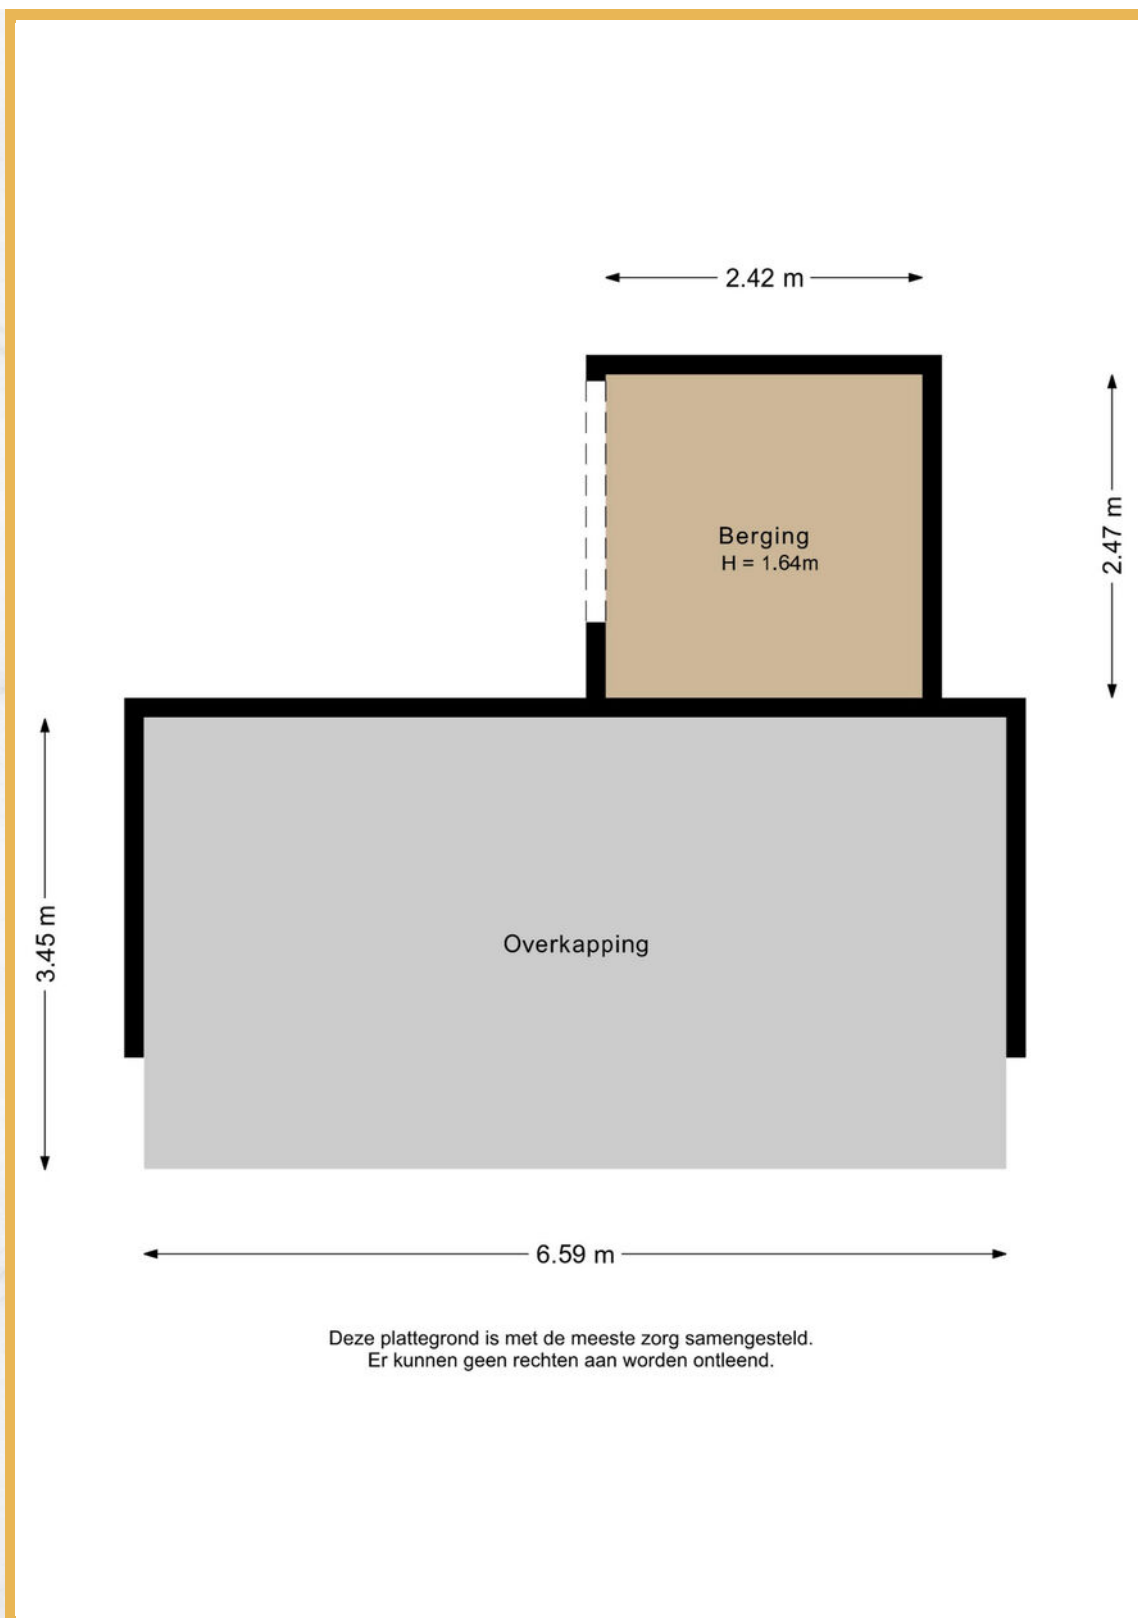 2.42 m
2.47 m
Berging
H = 1.64m
3.45 m
Overkapping
6.59 m
Deze plattegrond is met de meeste zorg samengesteld.
Er kunnen geen rechten aan worden ontleend.